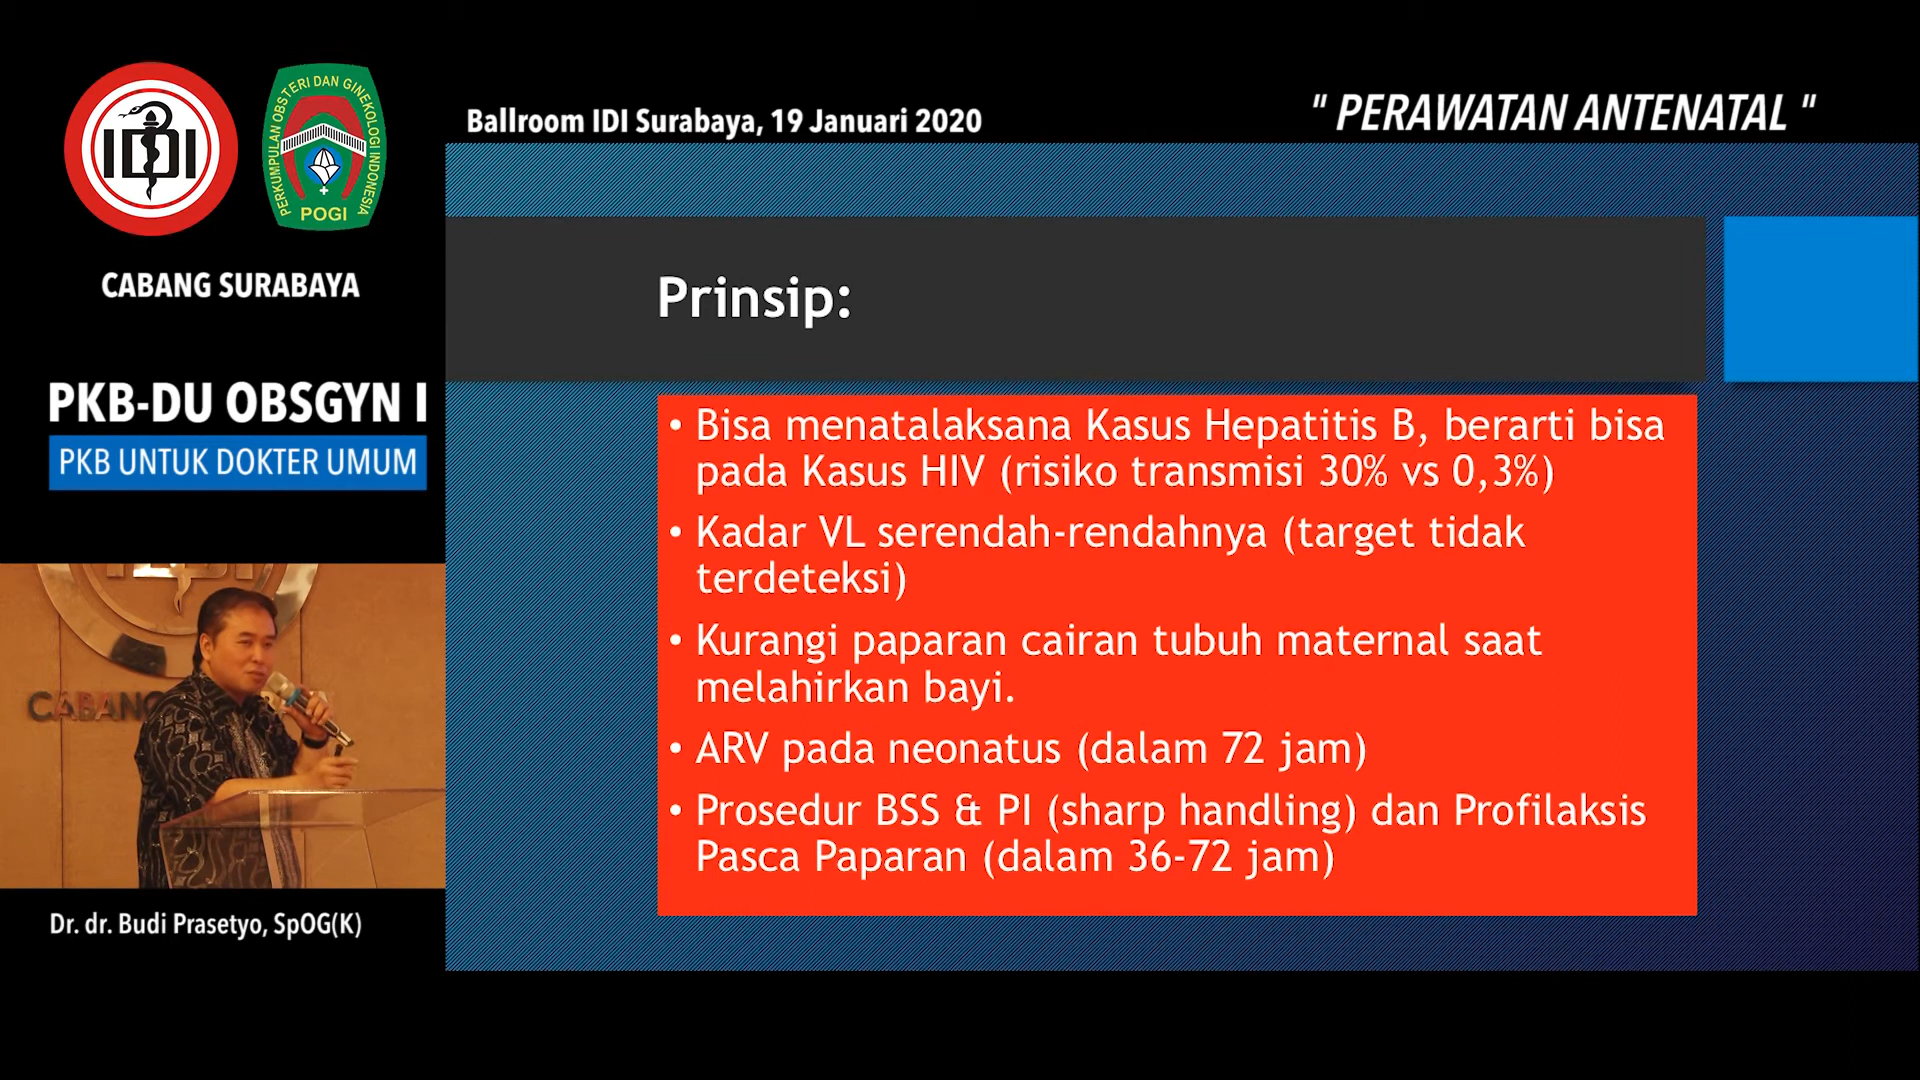 IDI
PERKUMPULAN OBSTETRI DAN GINEKOLOGI INDONESIA
POGI
CABANG SURABAYA
PKB-DU OBSGYN I
PKB UNTUK DOKTER UMUM
CABANG
Dr. dr. Budi Prasetyo, SpOG(K)
Ballroom IDI Surabaya, 19 Januari 2020
" PERAWATAN ANTENATAL "
Prinsip:
• Bisa menatalaksana Kasus Hepatitis B, berarti bisa
pada Kasus HIV (risiko transmisi 30% vs 0,3%)
• Kadar VL serendah-rendahnya (target tidak
terdeteksi)
• Kurangi paparan cairan tubuh maternal saat
melahirkan bayi.
• ARV pada neonatus (dalam 72 jam)
• Prosedur BSS & PI (sharp handling) dan Profilaksis
Pasca Paparan (dalam 36-72 jam)